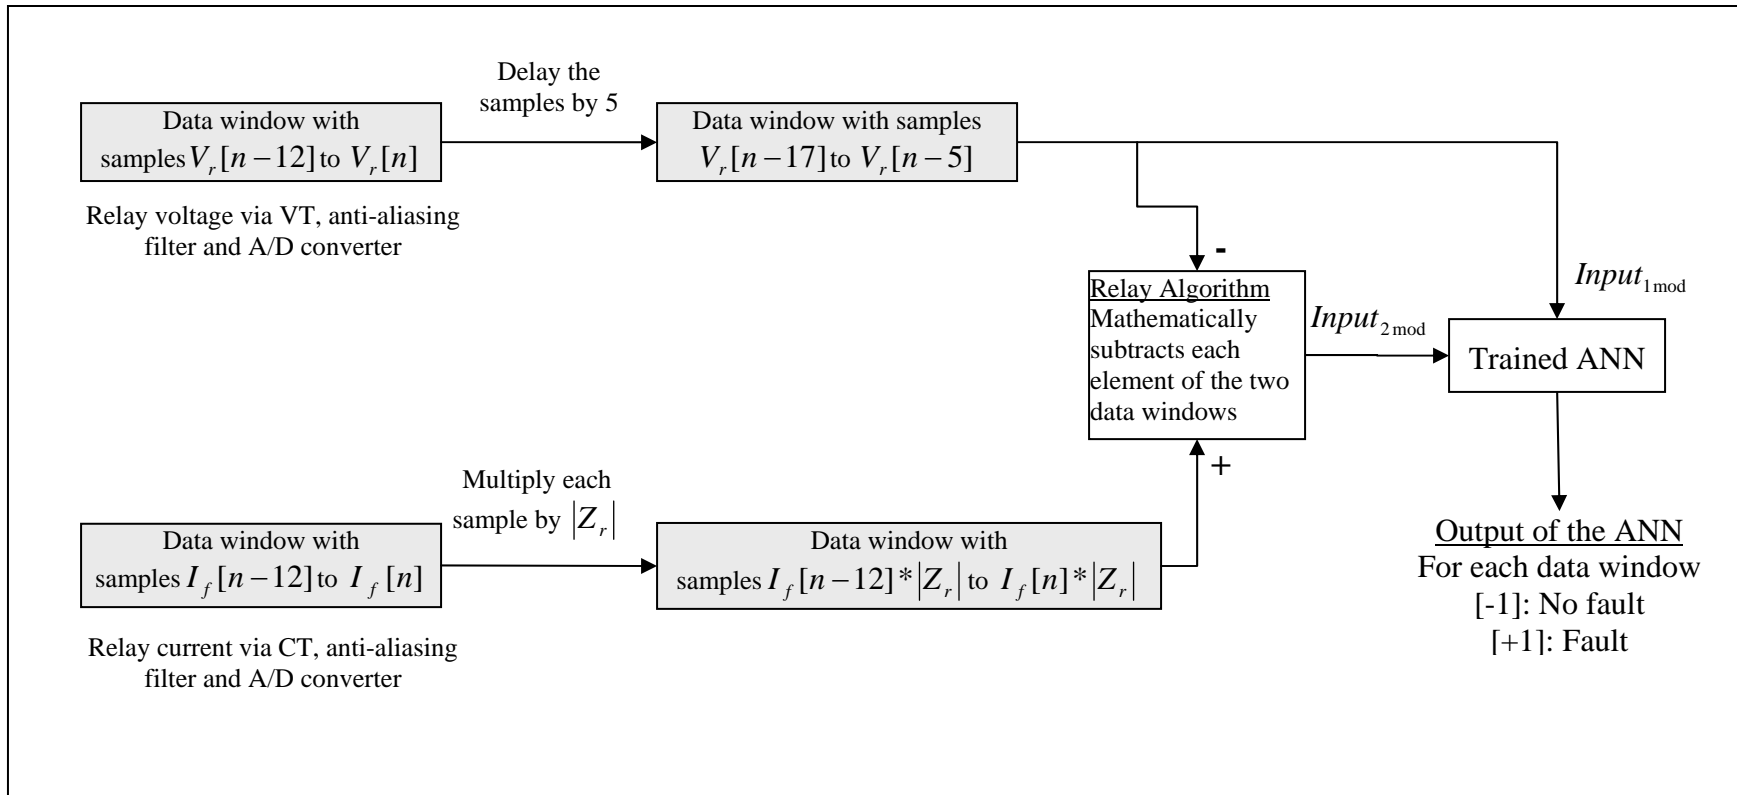 Delay the
samples by 5
Data window with
samples V_r[n−12] to V_r[n]
Data window with samples
V_r[n−17] to V_r[n−5]
Relay voltage via VT, anti-aliasing
filter and A/D converter
-
Relay Algorithm
Mathematically
subtracts each
element of the two
data windows
Input_{2mod}
Input_{1mod}
Trained ANN
+
Multiply each
sample by |Z_r|
Data window with
samples I_f[n−12] to I_f[n]
Data window with
samples I_f[n−12]*|Z_r| to I_f[n]*|Z_r|
Relay current via CT, anti-aliasing
filter and A/D converter
Output of the ANN
For each data window
[-1]: No fault
[+1]: Fault